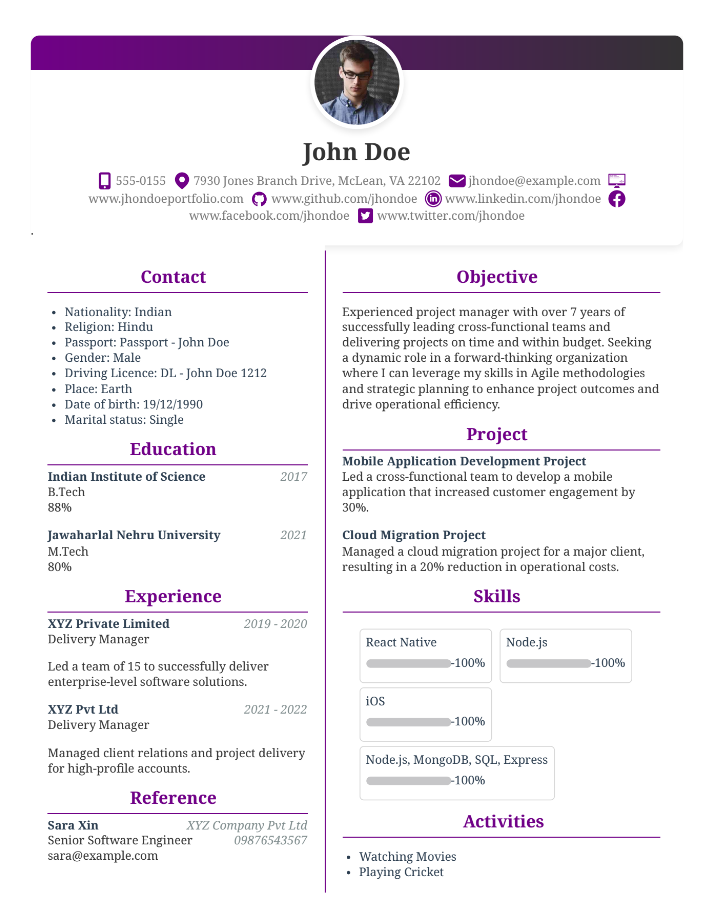 John Doe
555-0155 7930 Jones Branch Drive, McLean, VA 22102 jhondoe@example.com
www.jhondoeportfolio.com www.github.com/jhondoe www.linkedin.com/jhondoe
www.facebook.com/jhondoe www.twitter.com/jhondoe
.
Contact
• Nationality: Indian
• Religion: Hindu
• Passport: Passport - John Doe
• Gender: Male
• Driving Licence: DL - John Doe 1212
• Place: Earth
• Date of birth: 19/12/1990
• Marital status: Single
Education
Indian Institute of Science 2017
B.Tech
88%
Jawaharlal Nehru University 2021
M.Tech
80%
Experience
XYZ Private Limited 2019 - 2020
Delivery Manager
Led a team of 15 to successfully deliver
enterprise-level software solutions.
XYZ Pvt Ltd 2021 - 2022
Delivery Manager
Managed client relations and project delivery
for high-profile accounts.
Reference
Sara Xin XYZ Company Pvt Ltd
Senior Software Engineer 09876543567
sara@example.com
Objective
Experienced project manager with over 7 years of
successfully leading cross-functional teams and
delivering projects on time and within budget. Seeking
a dynamic role in a forward-thinking organization
where I can leverage my skills in Agile methodologies
and strategic planning to enhance project outcomes and
drive operational efficiency.
Project
Mobile Application Development Project
Led a cross-functional team to develop a mobile
application that increased customer engagement by
30%.
Cloud Migration Project
Managed a cloud migration project for a major client,
resulting in a 20% reduction in operational costs.
Skills
React Native
-100%
Node.js
-100%
iOS
-100%
Node.js, MongoDB, SQL, Express
-100%
Activities
• Watching Movies
• Playing Cricket